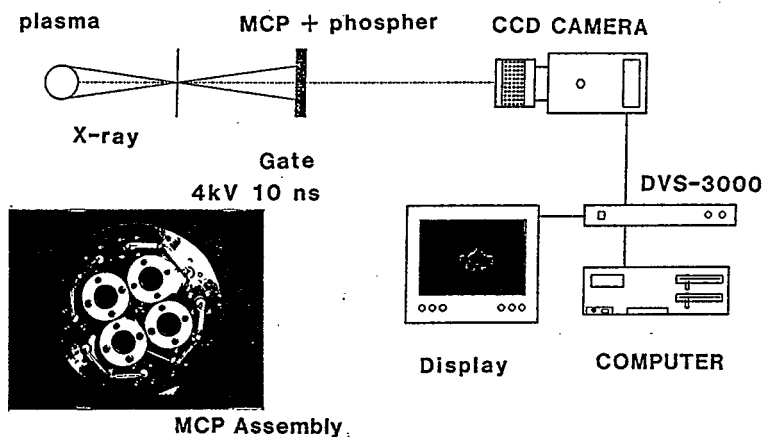 plasma
MCP + phospher
CCD CAMERA
X-ray
Gate
4kV 10 ns
DVS-3000
Display
COMPUTER
MCP Assembly